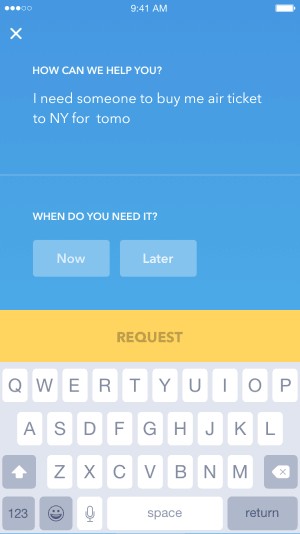 9:41 AM
HOW CAN WE HELP YOU?
I need someone to buy me air ticket
to NY for  tomo
WHEN DO YOU NEED IT?
Now Later
REQUEST
Q W E R T Y U I O P
A S D F G H J K L
Z X C V B N M
123 space return